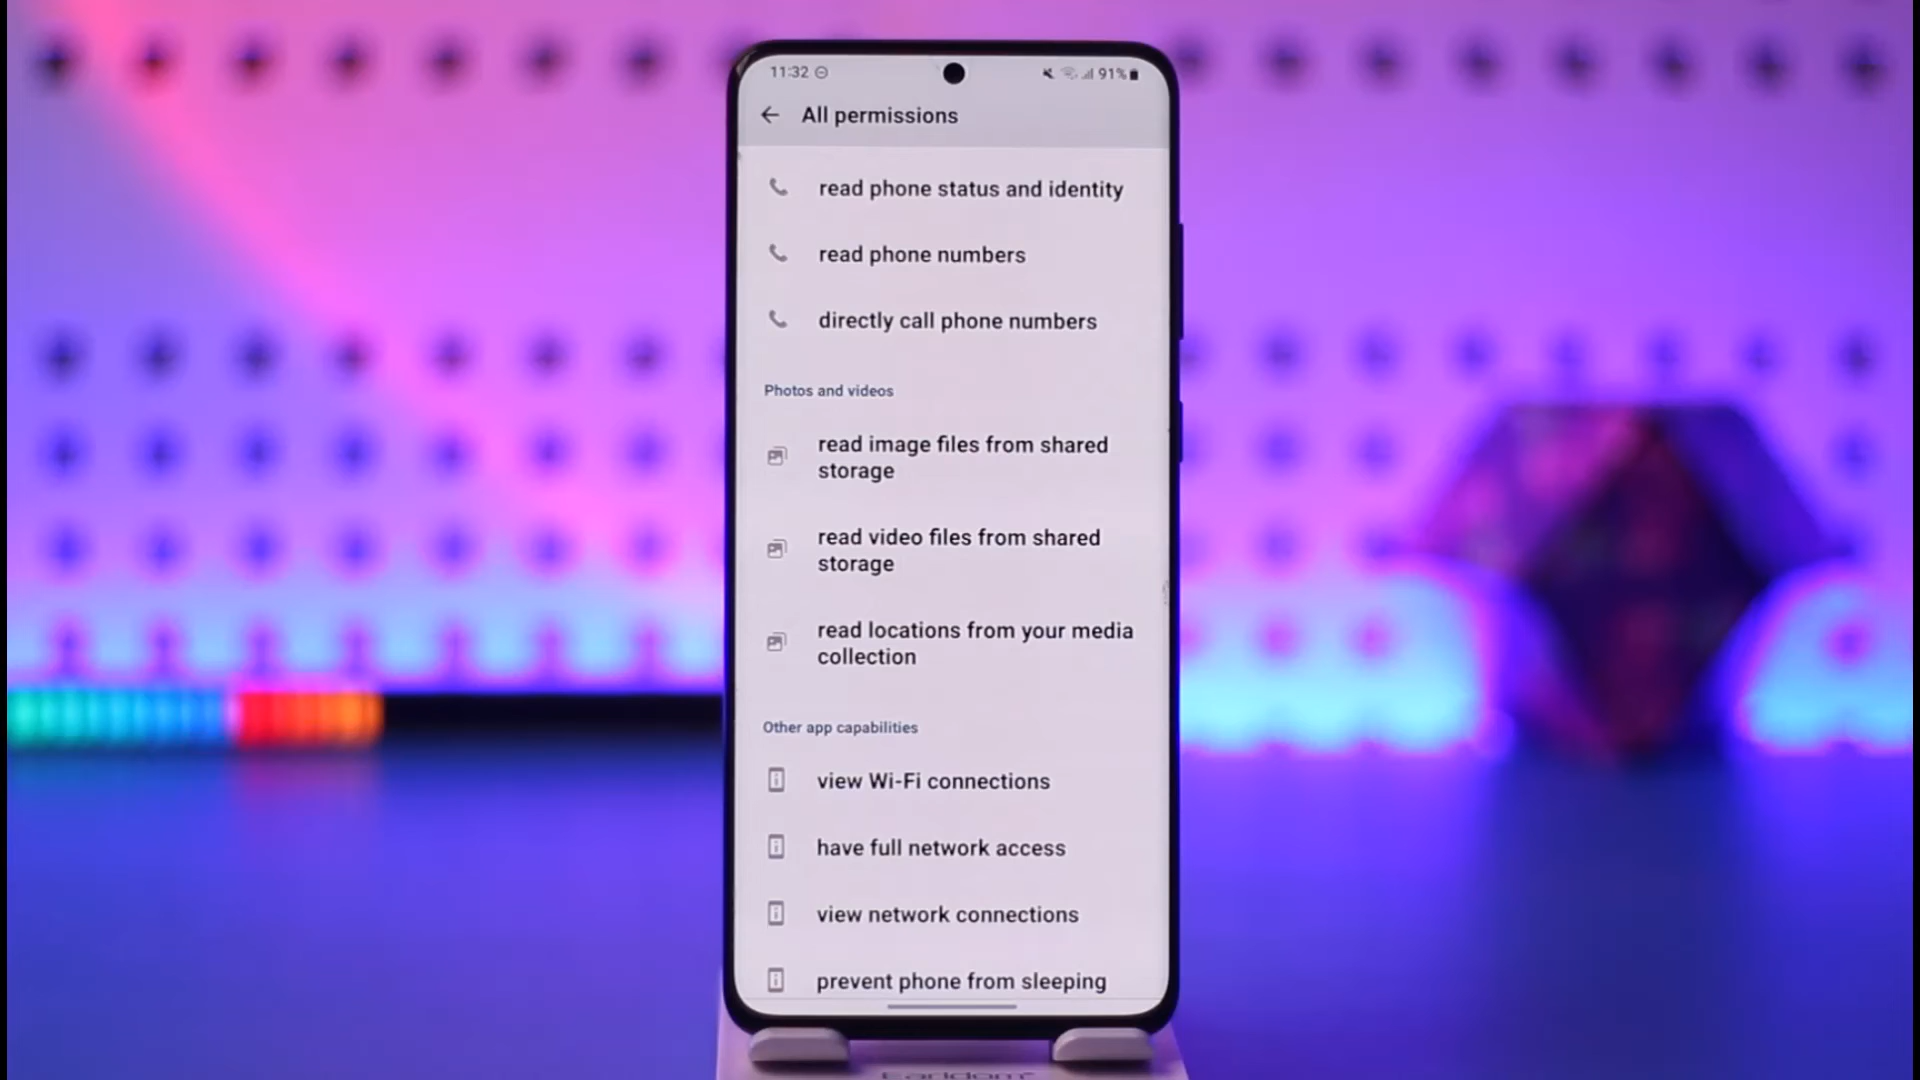 11:32
91%
All permissions
read phone status and identity
read phone numbers
directly call phone numbers
Photos and videos
read image files from shared
storage
read video files from shared
storage
read locations from your media
collection
Other app capabilities
view Wi-Fi connections
have full network access
view network connections
prevent phone from sleeping